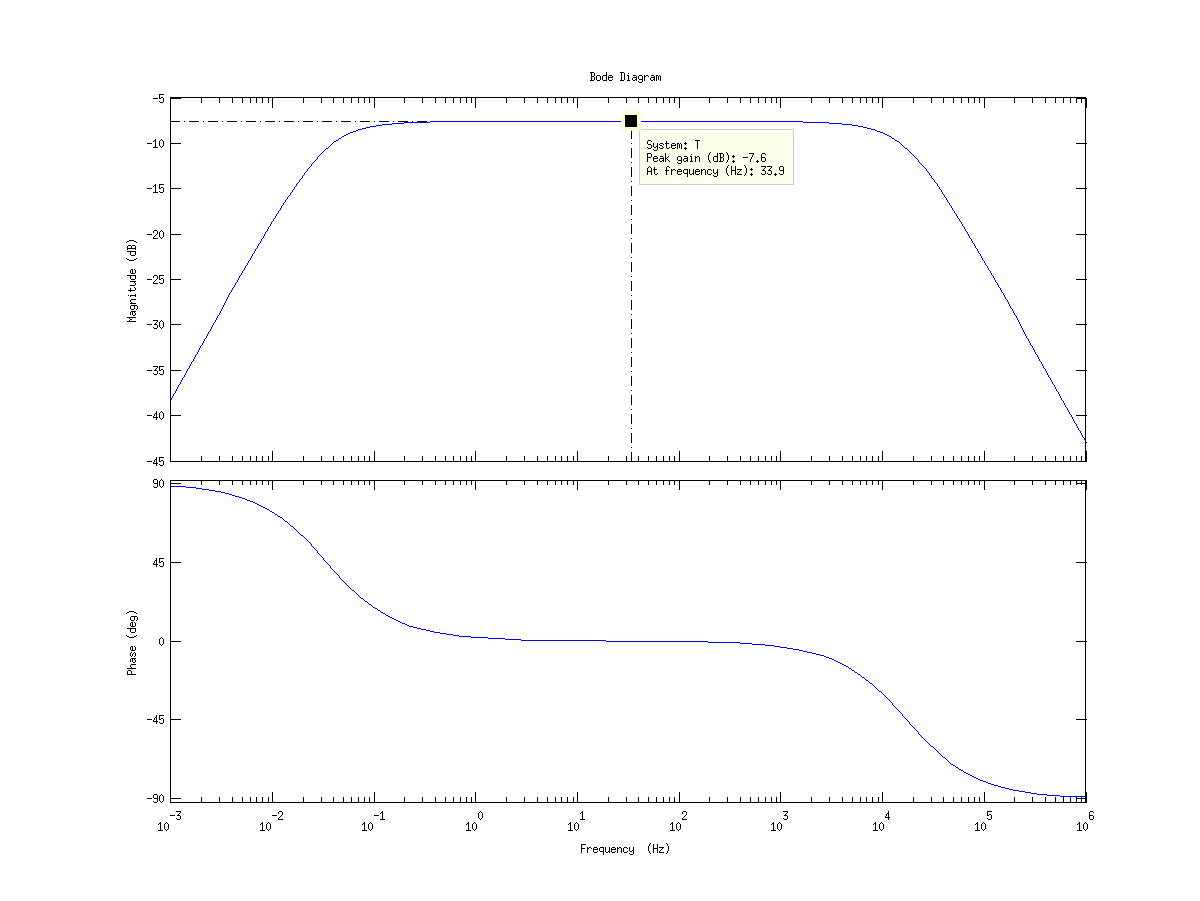 Bode Diagram
-5
-10
-15
-20
-25
-30
-35
-40
-45
Magnitude (dB)
System: T
Peak gain (dB): -7.6
At frequency (Hz): 33.9
90
45
0
-45
-90
Phase (deg)
10^-3 10^-2 10^-1 10^0 10^1 10^2 10^3 10^4 10^5 10^6
Frequency (Hz)